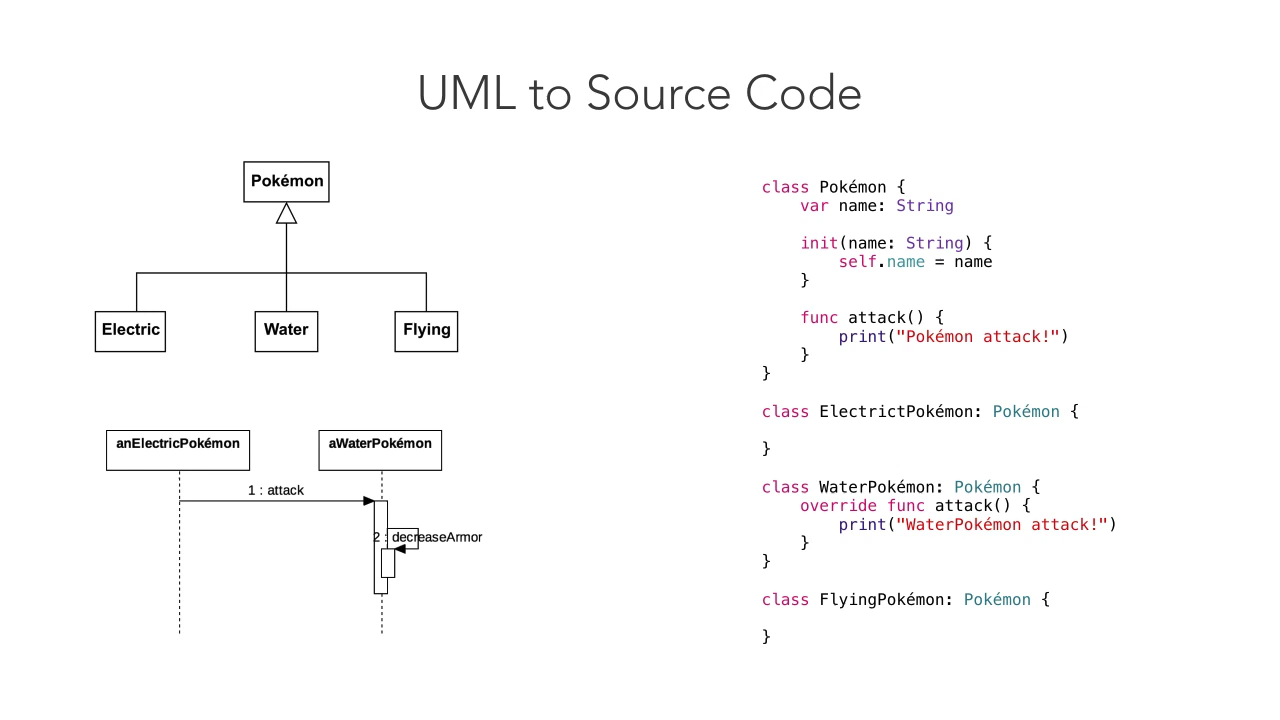 UML to Source Code
Pokémon
Electric
Water
Flying
anElectricPokémon
aWaterPokémon
1 : attack
2 : decreaseArmor
class Pokémon {
    var name: String
    init(name: String) {
        self.name = name
    }
    func attack() {
        print("Pokémon attack!")
    }
}
class ElectrictPokémon: Pokémon {
}
class WaterPokémon: Pokémon {
    override func attack() {
        print("WaterPokémon attack!")
    }
}
class FlyingPokémon: Pokémon {
}